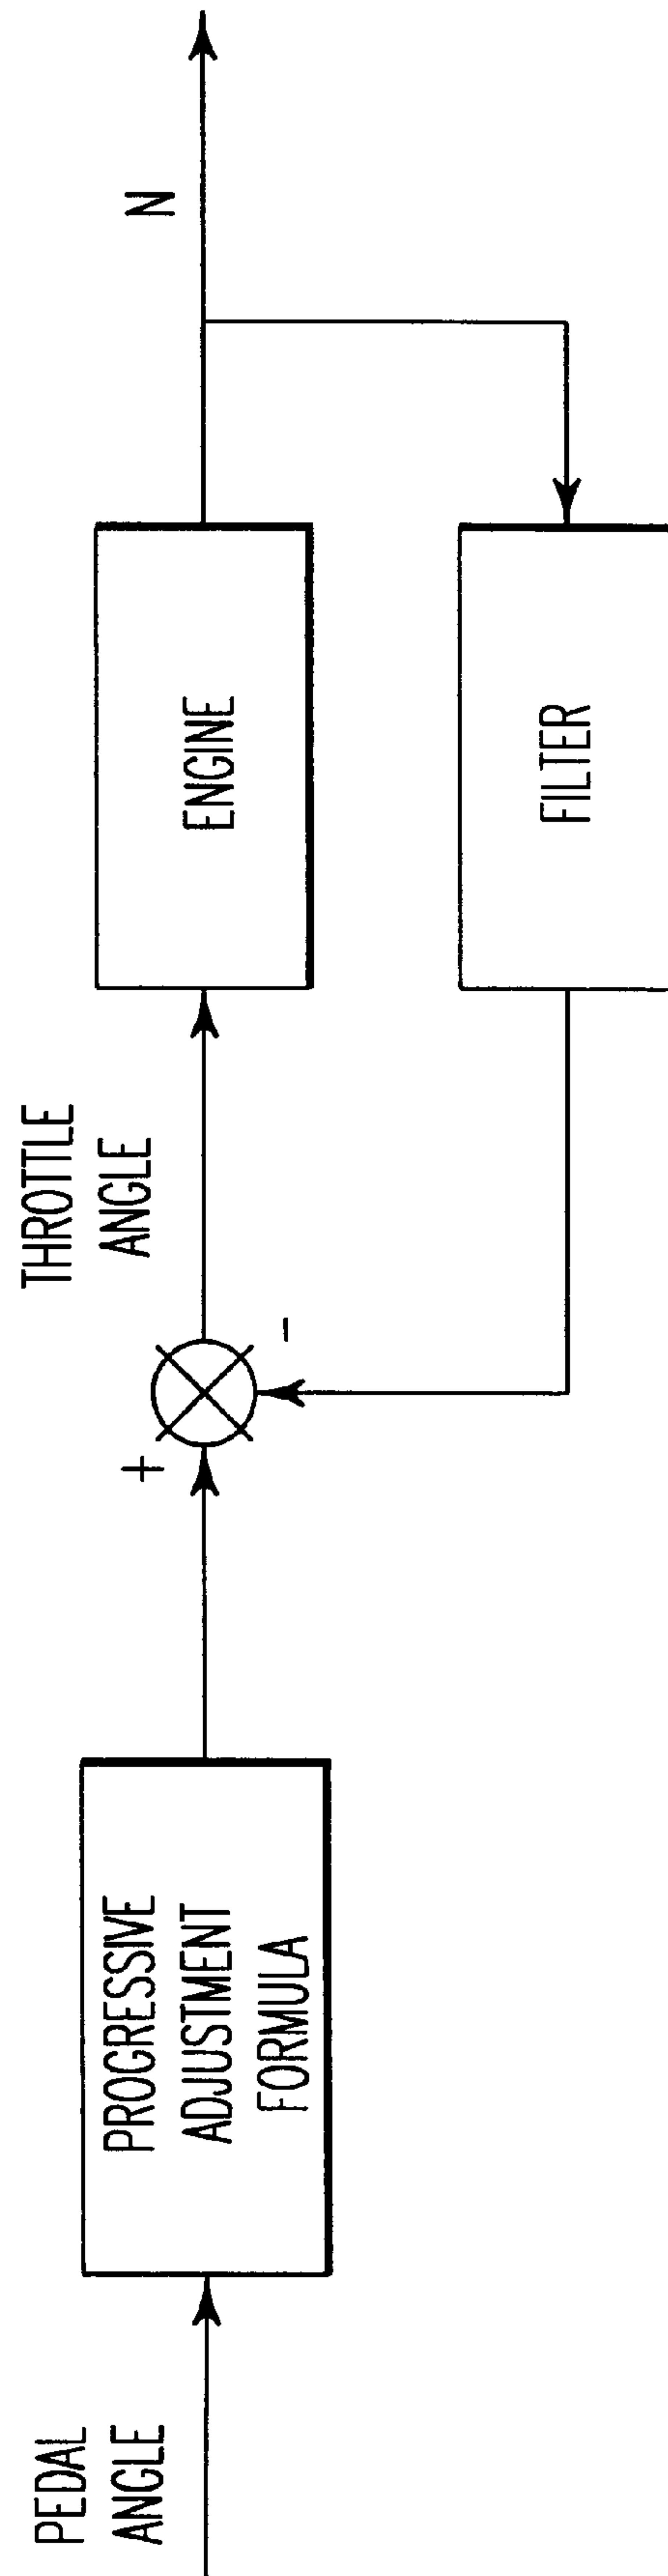 PEDAL
ANGLE
PROGRESSIVE
ADJUSTMENT
FORMULA
+
-
THROTTLE
ANGLE
ENGINE
FILTER
N